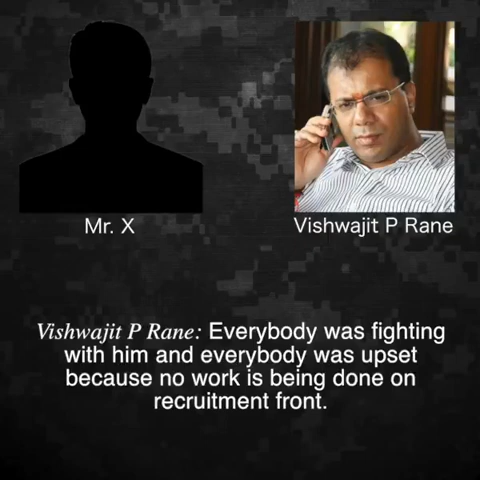 Mr. X
Vishwajit P Rane
Vishwajit P Rane: Everybody was fighting
with him and everybody was upset
because no work is being done on
recruitment front.